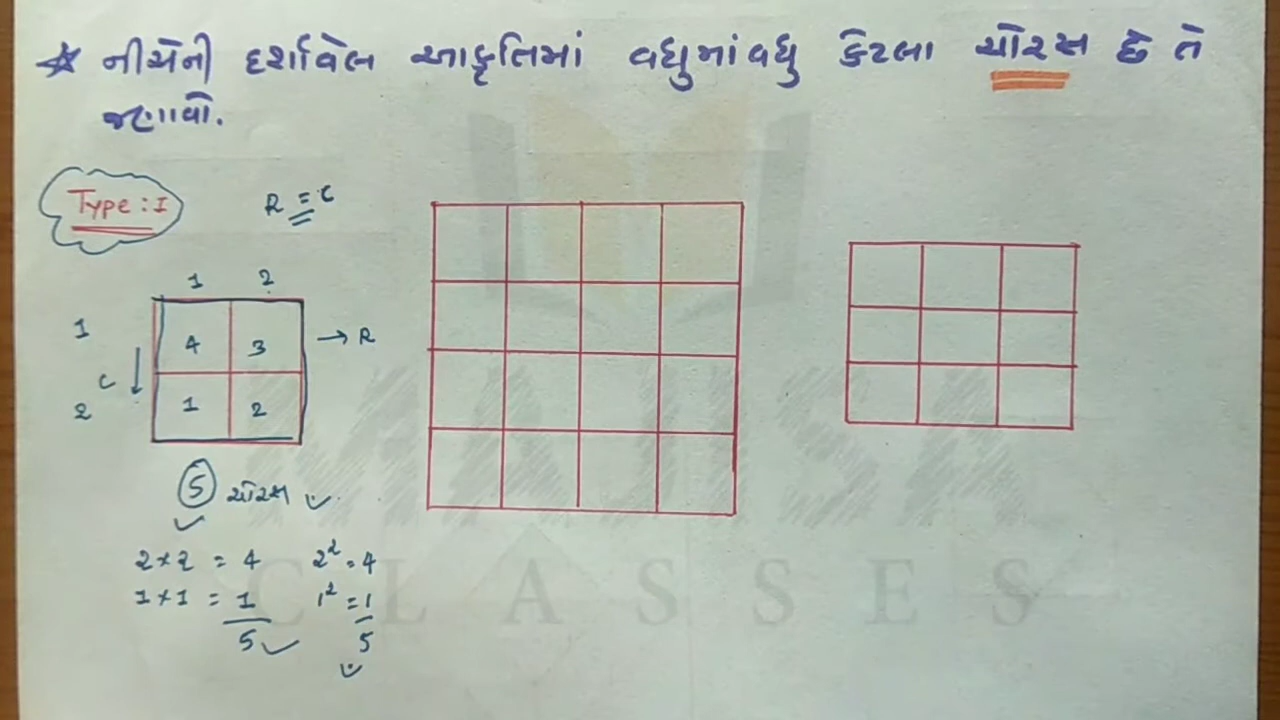 ☆ નીચેની દર્શાવેલ આકૃતિમાં વધુમાંવધુ કેટલા ચોરસ છે તે
જણાવો.
Type : I
R = C
1 2
1
4 3
→ R
C ↓
2
1 2
5 ચોરસ ✓
✓
2×2 = 4
1×1 = 1
5 ✓
2² = 4
1² = 1
5
MAJISA
CLASSES